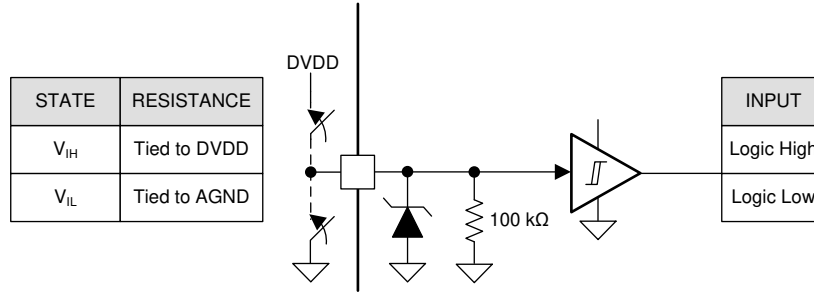 DVDD
STATE RESISTANCE
V_IH Tied to DVDD
V_IL Tied to AGND
100 kΩ
INPUT
Logic High
Logic Low